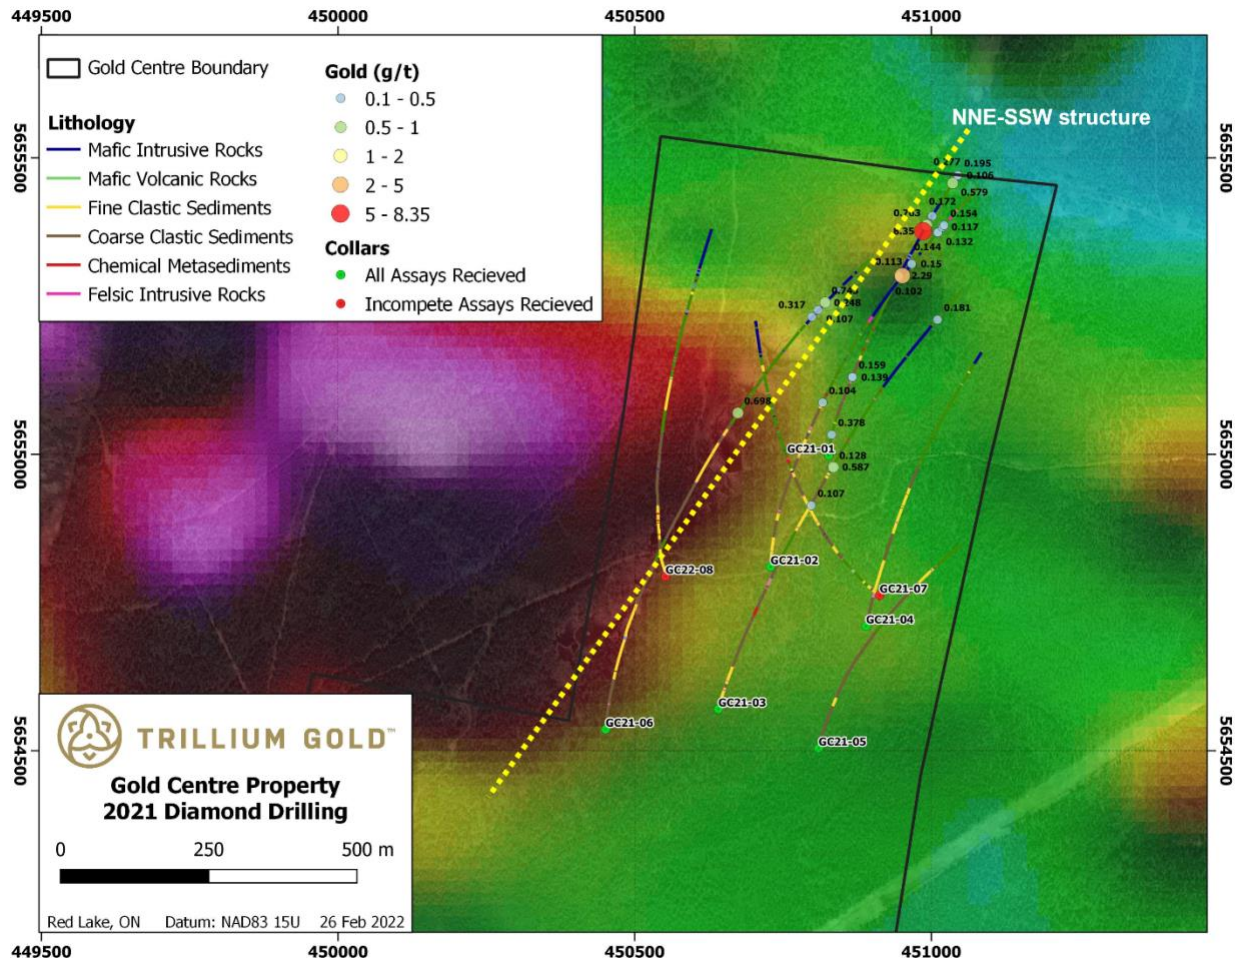 449500 450000 450500 451000
Gold Centre Boundary
Lithology
Mafic Intrusive Rocks
Mafic Volcanic Rocks
Fine Clastic Sediments
Coarse Clastic Sediments
Chemical Metasediments
Felsic Intrusive Rocks
Gold (g/t)
0.1 - 0.5
0.5 - 1
1 - 2
2 - 5
5 - 8.35
Collars
All Assays Recieved
Incompete Assays Recieved
NNE-SSW structure
5655500
5655500
0.195
0.106
0.579
0.172
0.154
0.117
0.132
0.144
0.113
0.15
2.29
0.102
0.317
0.107
0.181
0.159
0.139
0.104
0.698
0.378
GC21-01
0.128
5655000
5655000
0.587
0.107
GC21-02
GC22-08
GC21-07
GC21-04
GC21-03
GC21-06
GC21-05
5654500
5654500
TRILLIUM GOLD™
Gold Centre Property
2021 Diamond Drilling
0 250 500 m
Red Lake, ON Datum: NAD83 15U 26 Feb 2022
449500 450000 450500 451000